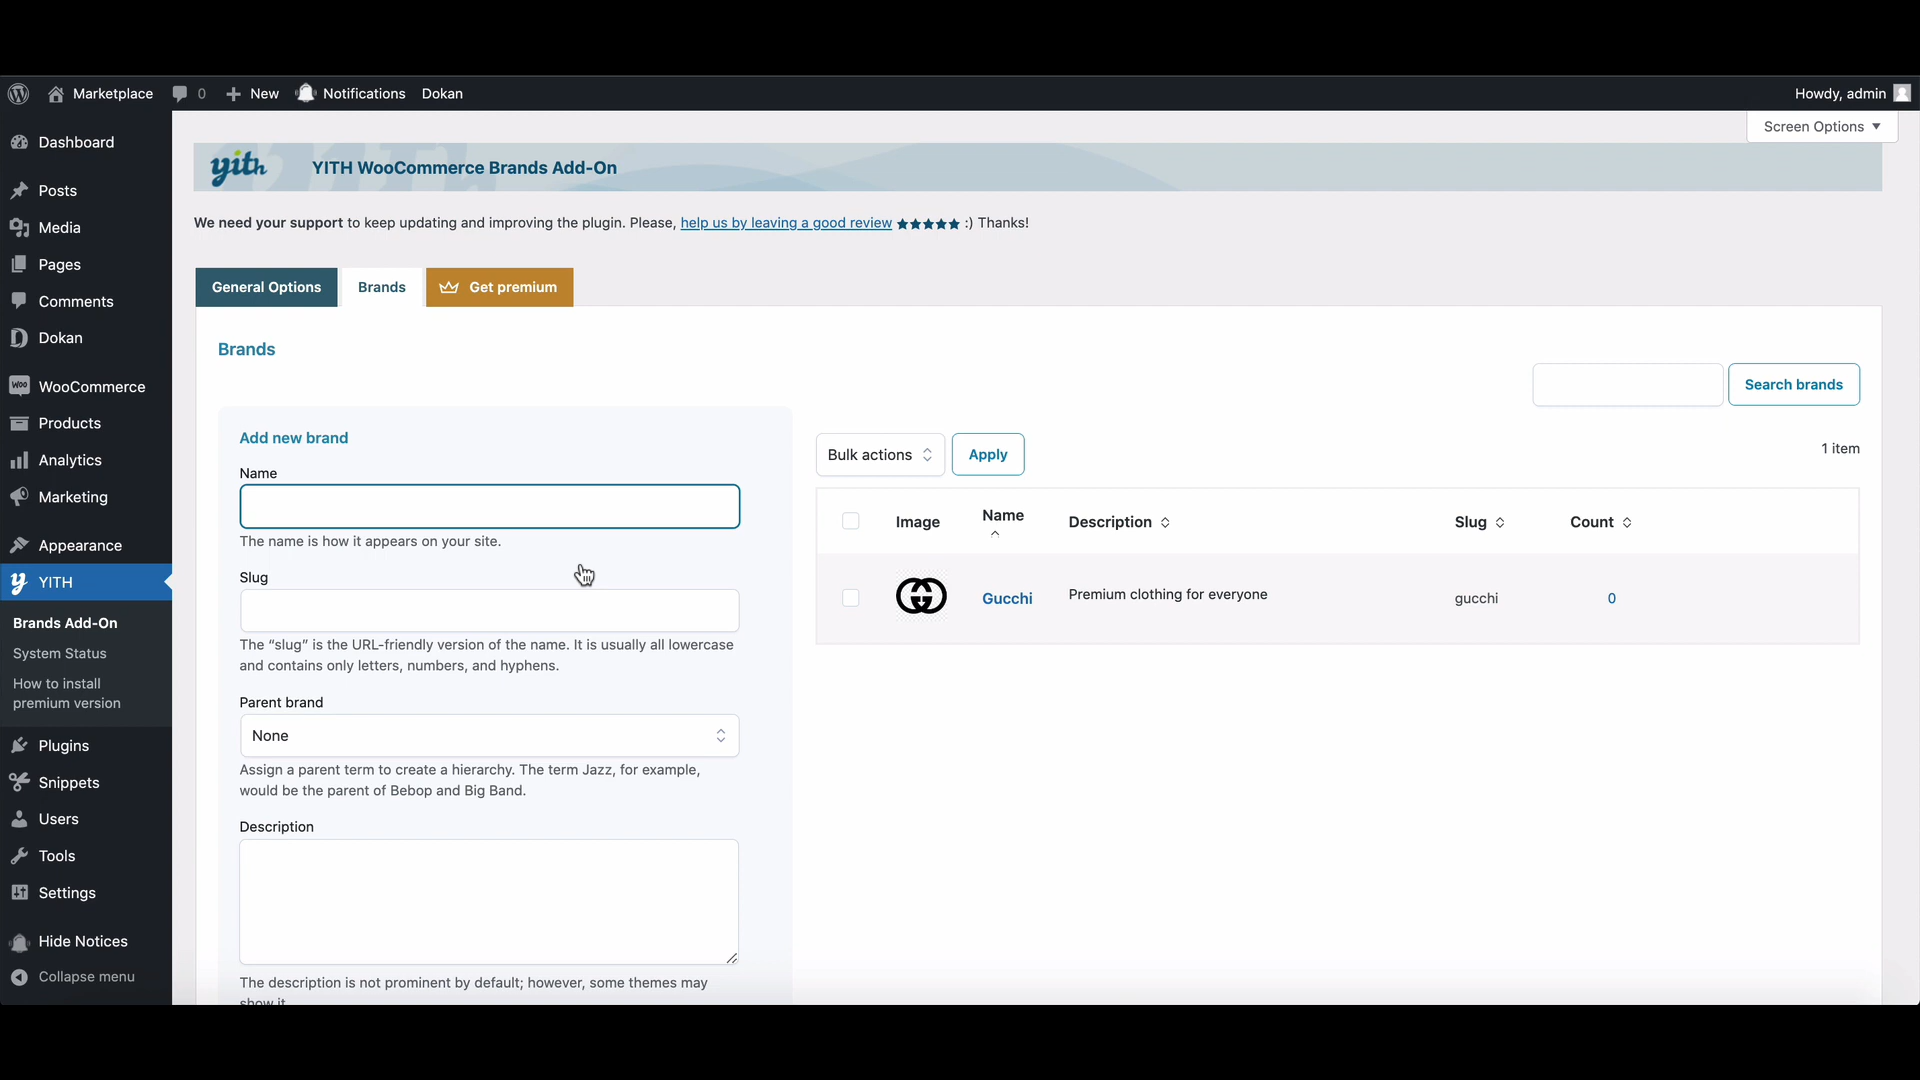 Marketplace
0
New
Notifications
Dokan
Howdy, admin
Screen Options
Dashboard
Posts
Media
Pages
Comments
Dokan
WooCommerce
Products
Analytics
Marketing
Appearance
YITH
Brands Add-On
System Status
How to install
premium version
Plugins
Snippets
Users
Tools
Settings
Hide Notices
Collapse menu
yith
YITH WooCommerce Brands Add-On
We need your support to keep updating and improving the plugin. Please, help us by leaving a good review ★★★★★ :) Thanks!
General Options
Brands
Get premium
Brands
Search brands
Add new brand
Name
The name is how it appears on your site.
Slug
The “slug” is the URL-friendly version of the name. It is usually all lowercase
and contains only letters, numbers, and hyphens.
Parent brand
None
Assign a parent term to create a hierarchy. The term Jazz, for example,
would be the parent of Bebop and Big Band.
Description
The description is not prominent by default; however, some themes may
show it.
Bulk actions
Apply
1 item
Image
Name
Description
Slug
Count
Gucchi
Premium clothing for everyone
gucchi
0